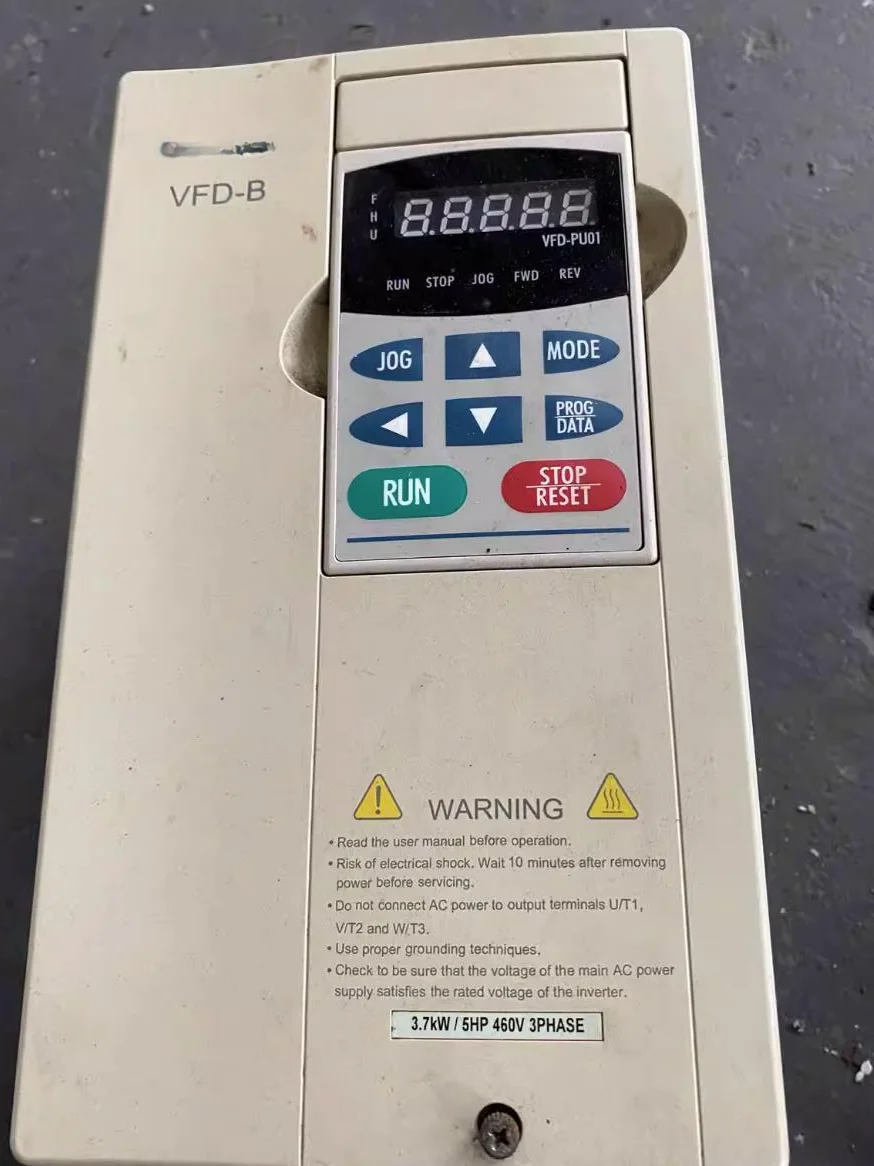 VFD-B
F
H
U
8.8.8.8.8
VFD-PU01
RUN STOP JOG FWD REV
JOG
MODE
PROG
DATA
RUN
STOP
RESET
WARNING
• Read the user manual before operation.
• Risk of electrical shock. Wait 10 minutes after removing
power before servicing.
• Do not connect AC power to output terminals U/T1,
V/T2 and W/T3.
• Use proper grounding techniques.
• Check to be sure that the voltage of the main AC power
supply satisfies the rated voltage of the inverter.
3.7kW / 5HP 460V 3PHASE